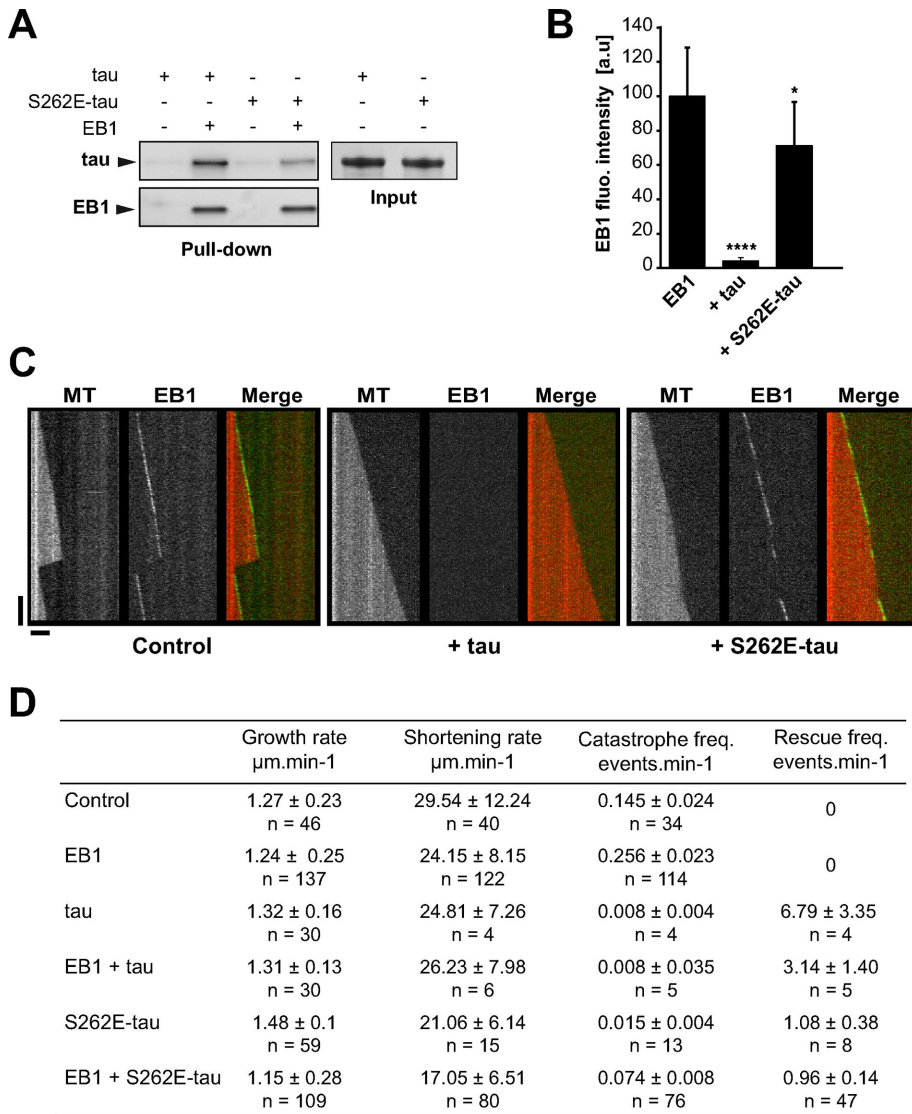 A
tau + + - - + -
S262E-tau - - + + - +
EB1 - + - +
tau
EB1
Input
Pull-down
B
EB1 fluo. intensity [a.u]
140
120
100
80
60
40
20
0
****
*
EB1
+ tau
+ S262E-tau
C
MT EB1 Merge MT EB1 Merge MT EB1 Merge
Control + tau + S262E-tau
D
Growth rate Shortening rate Catastrophe freq. Rescue freq.
µm.min-1 µm.min-1 events.min-1 events.min-1
Control 1.27 ± 0.23 29.54 ± 12.24 0.145 ± 0.024 0
n = 46 n = 40 n = 34
EB1 1.24 ± 0.25 24.15 ± 8.15 0.256 ± 0.023 0
n = 137 n = 122 n = 114
tau 1.32 ± 0.16 24.81 ± 7.26 0.008 ± 0.004 6.79 ± 3.35
n = 30 n = 4 n = 4 n = 4
EB1 + tau 1.31 ± 0.13 26.23 ± 7.98 0.008 ± 0.035 3.14 ± 1.40
n = 30 n = 6 n = 5 n = 5
S262E-tau 1.48 ± 0.1 21.06 ± 6.14 0.015 ± 0.004 1.08 ± 0.38
n = 59 n = 15 n = 13 n = 8
EB1 + S262E-tau 1.15 ± 0.28 17.05 ± 6.51 0.074 ± 0.008 0.96 ± 0.14
n = 109 n = 80 n = 76 n = 47